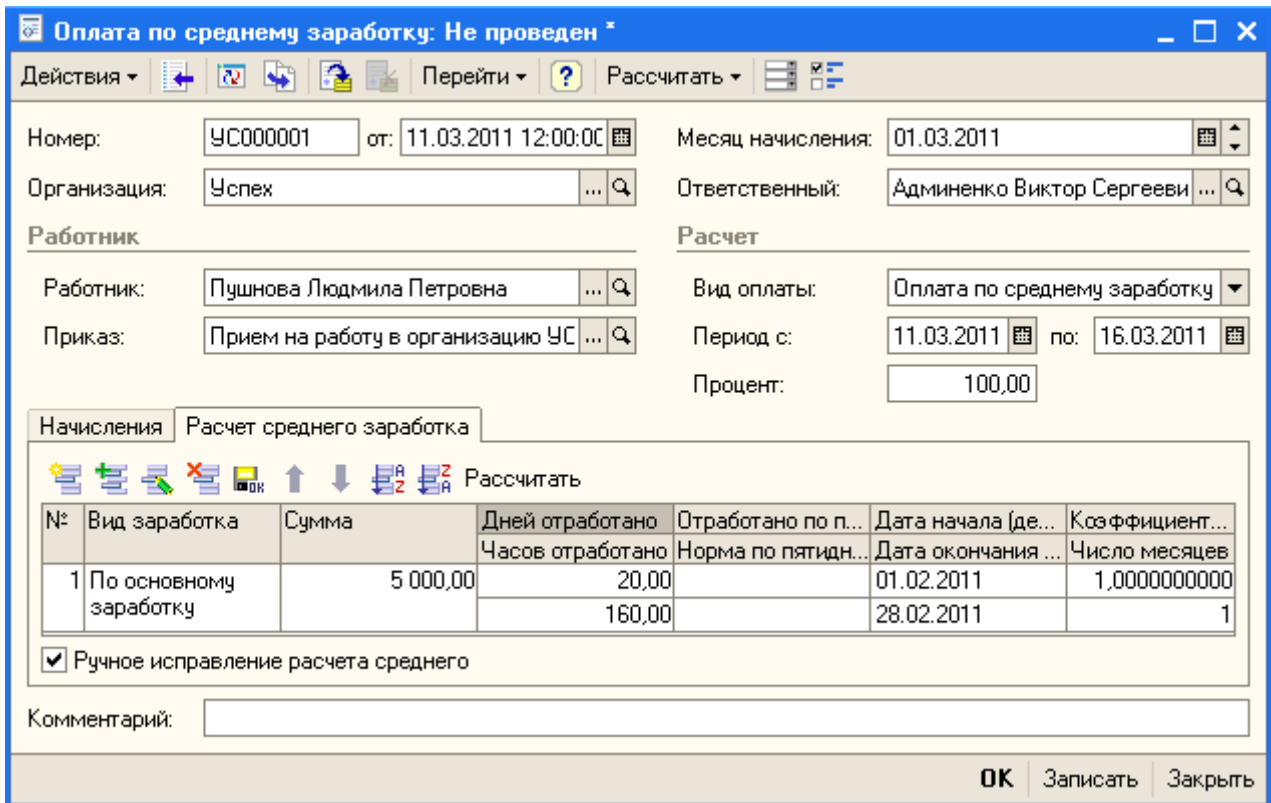 Оплата по среднему заработку: Не проведен *
Действия Перейти ? Рассчитать
Номер: УС000001 от: 11.03.2011 12:00:00 Месяц начисления: 01.03.2011
Организация: Успех ... Ответственный: Админенко Виктор Сергееви ...
Работник Расчет
Работник: Пушнова Людмила Петровна ... Вид оплаты: Оплата по среднему заработку
Приказ: Прием на работу в организацию УС ... Период с: 11.03.2011 по: 16.03.2011
Процент: 100,00
Начисления Расчет среднего заработка
Рассчитать
№ Вид заработка Сумма Дней отработано Отработано по п... Дата начала (де... Коэффициент...
Часов отработано Норма по пятидн... Дата окончания ... Число месяцев
1 По основному 5 000,00 20,00 01.02.2011 1,0000000000
заработку 160,00 28.02.2011 1
Ручное исправление расчета среднего
Комментарий:
OK Записать Закрыть